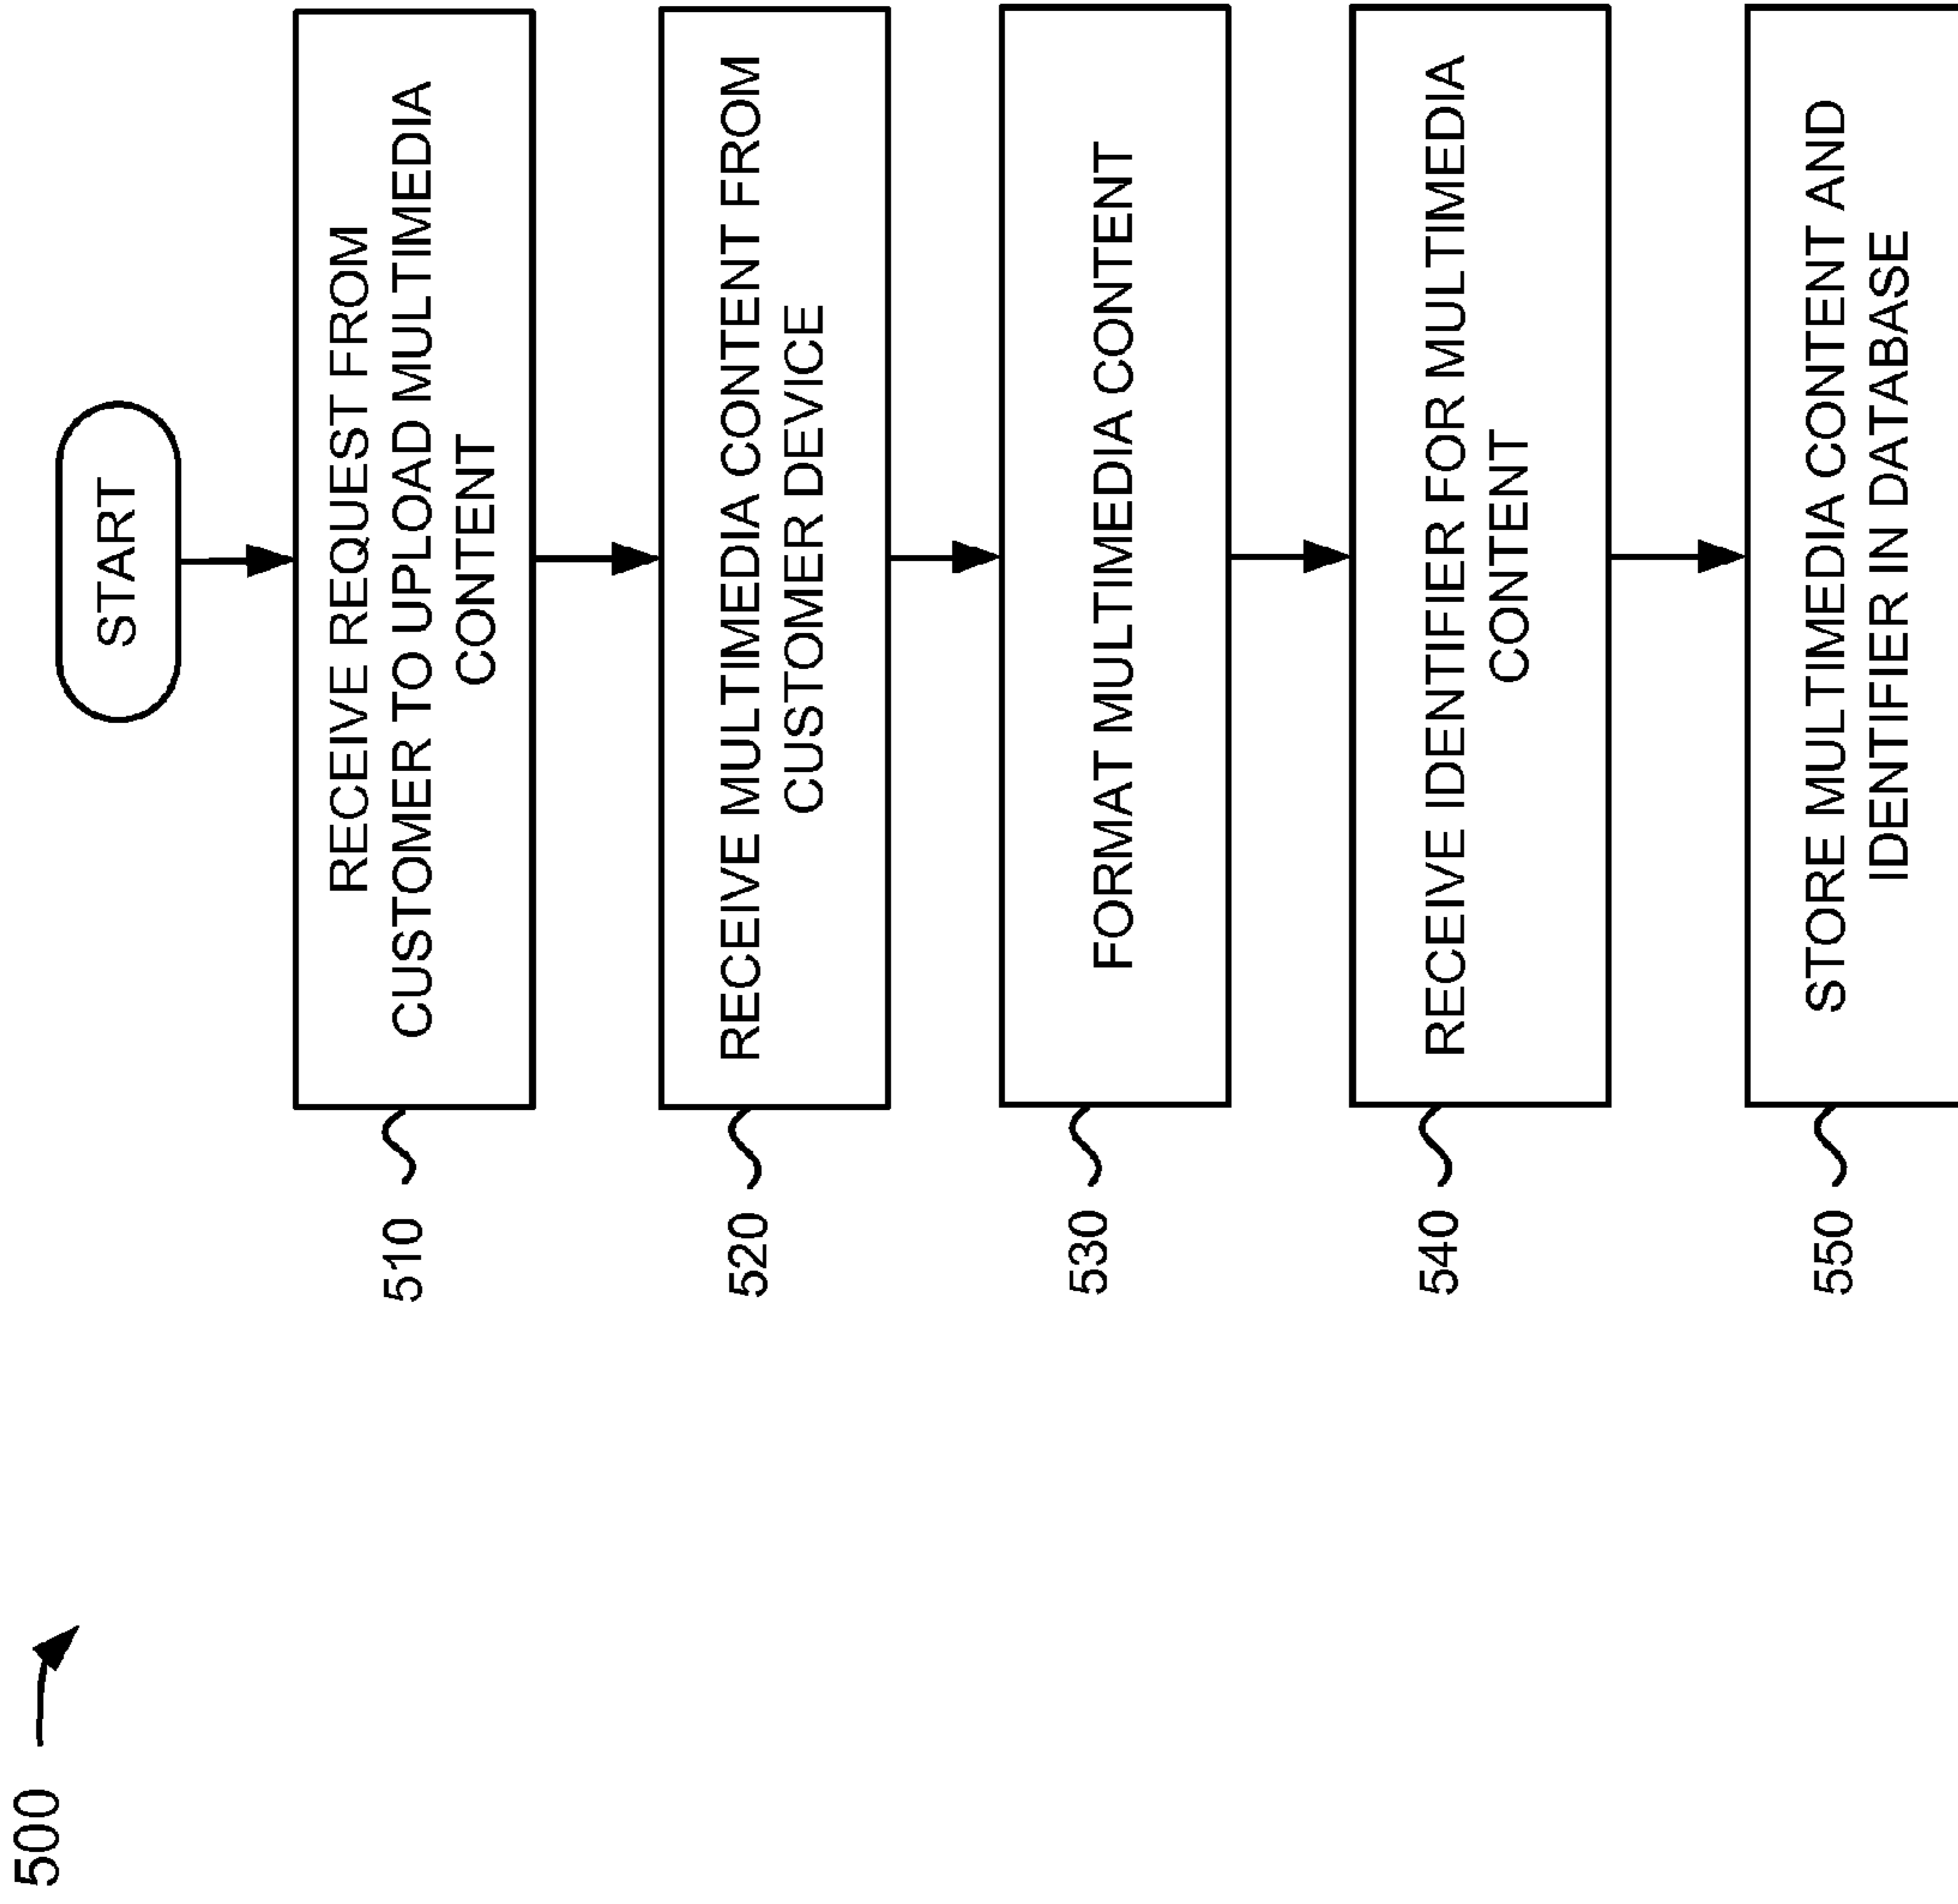 500
START
RECEIVE REQUEST FROM
CUSTOMER TO UPLOAD MULTIMEDIA
CONTENT
510
RECEIVE MULTIMEDIA CONTENT FROM
CUSTOMER DEVICE
520
FORMAT MULTIMEDIA CONTENT
530
RECEIVE IDENTIFIER FOR MULTIMEDIA
CONTENT
540
STORE MULTIMEDIA CONTENT AND
IDENTIFIER IN DATABASE
550